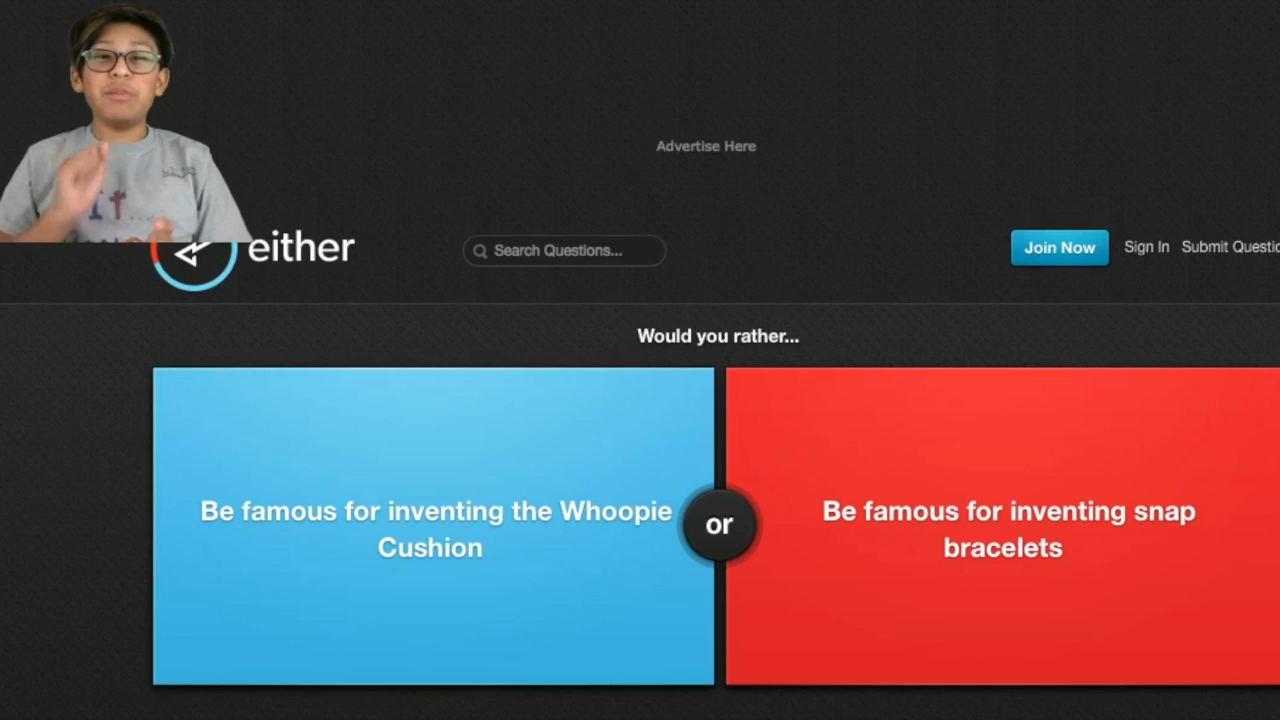 It....
Advertise Here
either
Search Questions...
Join Now
Sign In
Would you rather...
Be famous for inventing the Whoopie
Cushion
or
Be famous for inventing snap
bracelets
Submit Questio